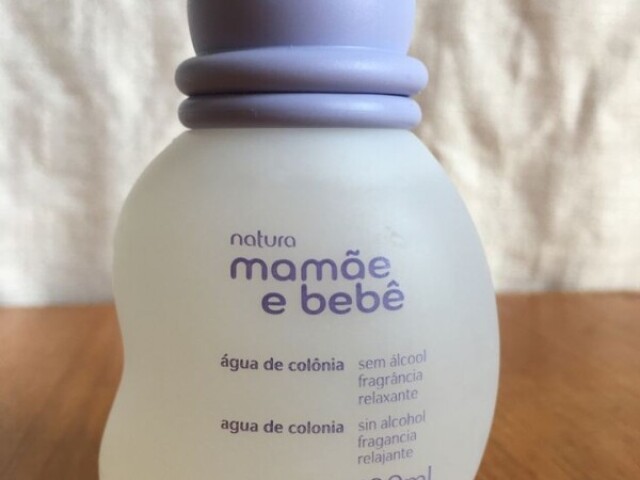 natura
mamãe
e bebê
água de colônia sem álcool
fragrância
relaxante
agua de colonia sin alcohol
fragancia
relajante